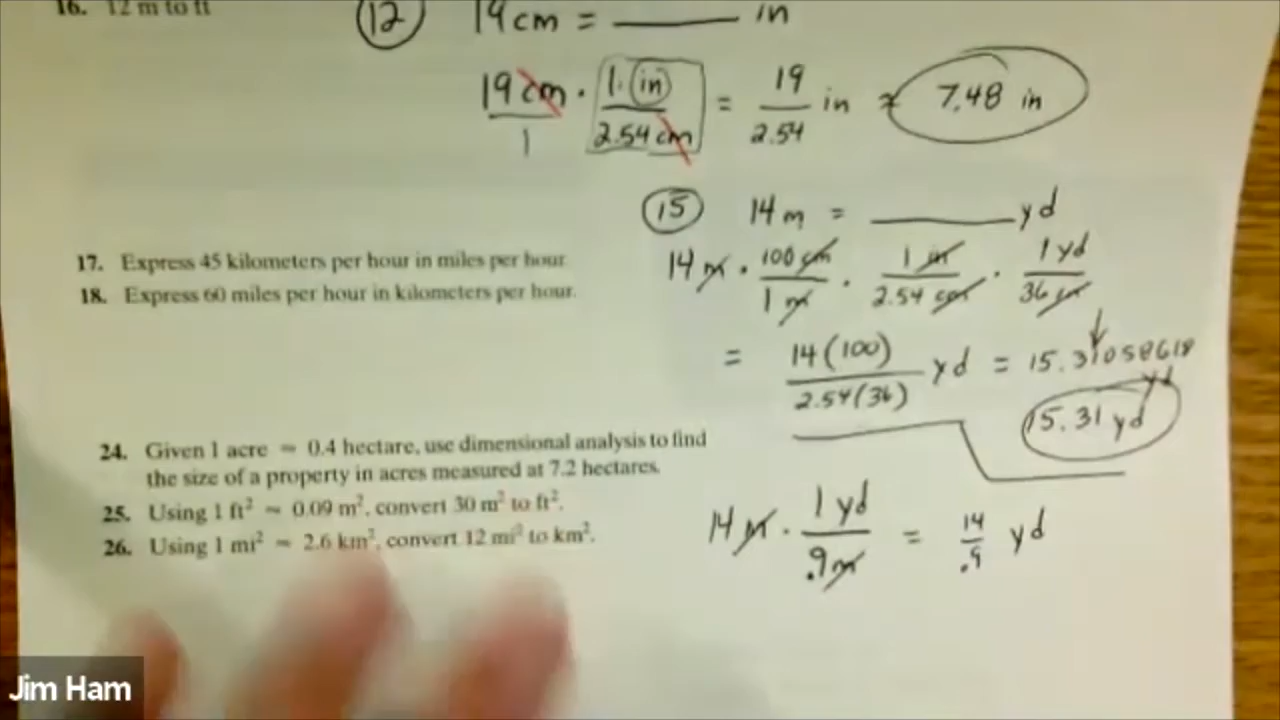 16. 12 m to ft
12 19 cm = ____ in
19 cm / 1 · 1 in / 2.54 cm = 19 / 2.54 in ≈ 7.48 in
15 14 m = ____ yd
14 m · 100 cm / 1 m · 1 in / 2.54 cm · 1 yd / 36 in
17. Express 45 kilometers per hour in miles per hour.
18. Express 60 miles per hour in kilometers per hour.
= 14(100) / 2.54(36) yd = 15.31058618 yd
15.31 yd
24. Given 1 acre ≈ 0.4 hectare, use dimensional analysis to find
the size of a property in acres measured at 7.2 hectares.
25. Using 1 ft² ≈ 0.09 m², convert 30 m² to ft².
26. Using 1 mi² ≈ 2.6 km², convert 12 mi² to km².
14 m · 1 yd / .9 m = 14 / .9 yd
Jim Ham